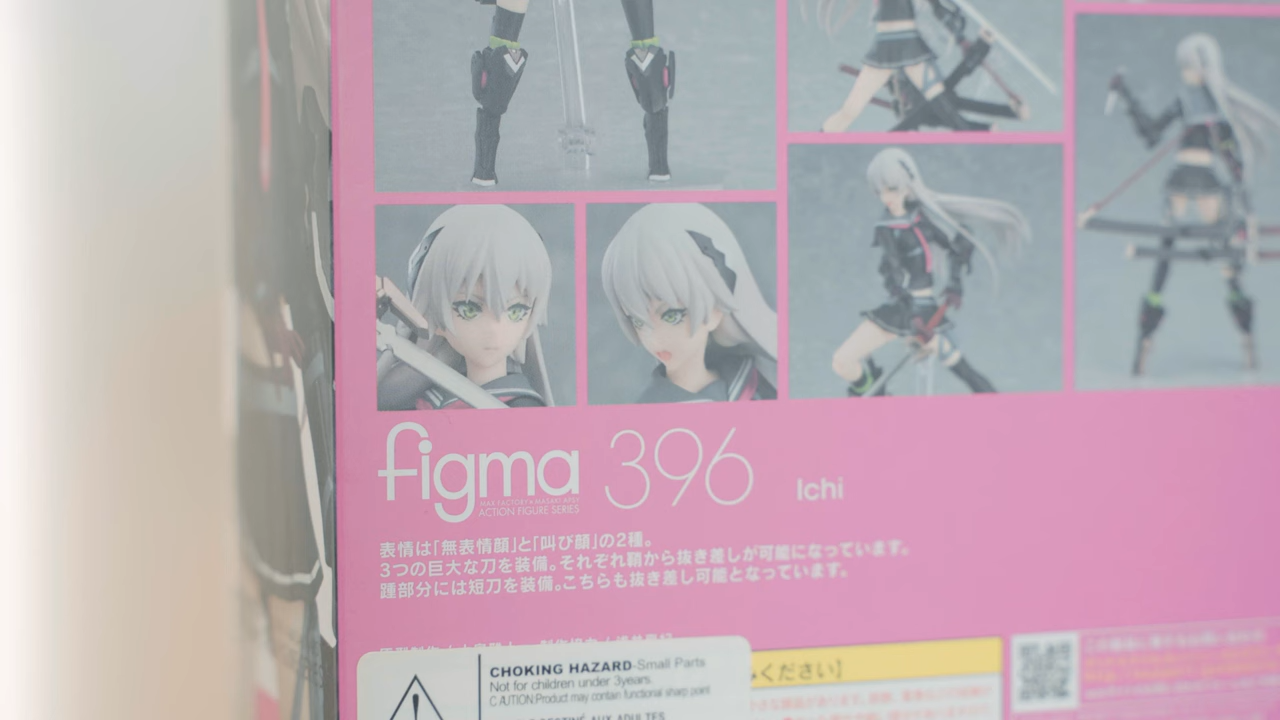 figma 396 Ichi
MAX FACTORY×MASAKI APSY
ACTION FIGURE SERIES
表情は「無表情顔」と「叫び顔」の2種。
3つの巨大な刀を装備。それぞれ鞘から抜き差しが可能になっています。
踵部分には短刀を装備。こちらも抜き差し可能となっています。
CHOKING HAZARD-Small Parts
Not for children under 3years.
CAUTION:Product may contain functional sharp point
ください】